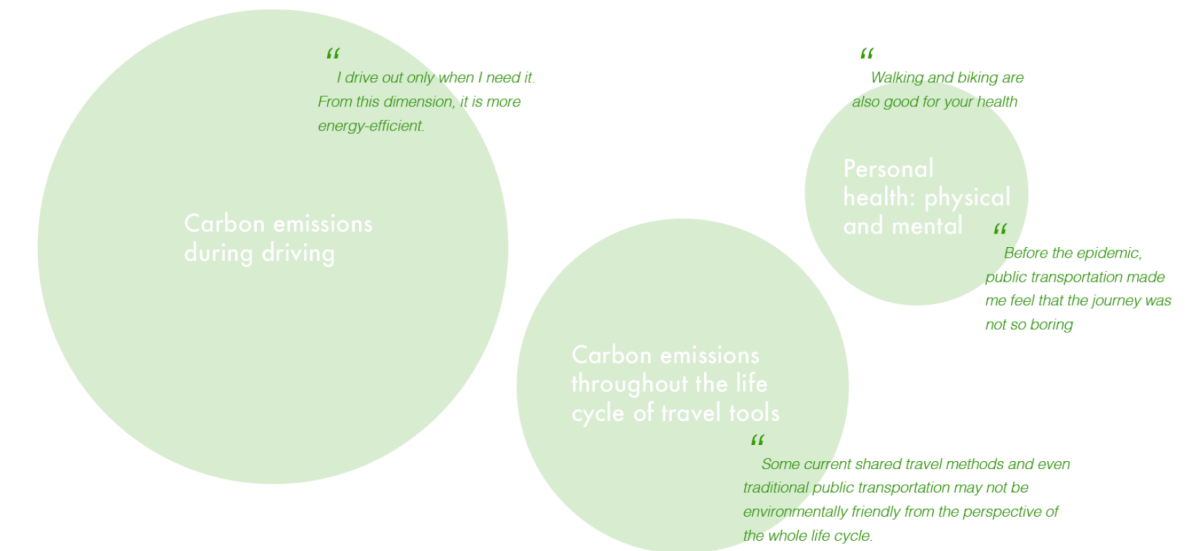 “
I drive out only when I need it.
From this dimension, it is more
energy-efficient.
Carbon emissions
during driving
“
Walking and biking are
also good for your health
Personal
health: physical
and mental
“
Before the epidemic,
public transportation made
me feel that the journey was
not so boring
Carbon emissions
throughout the life
cycle of travel tools
“
Some current shared travel methods and even
traditional public transportation may not be
environmentally friendly from the perspective of
the whole life cycle.